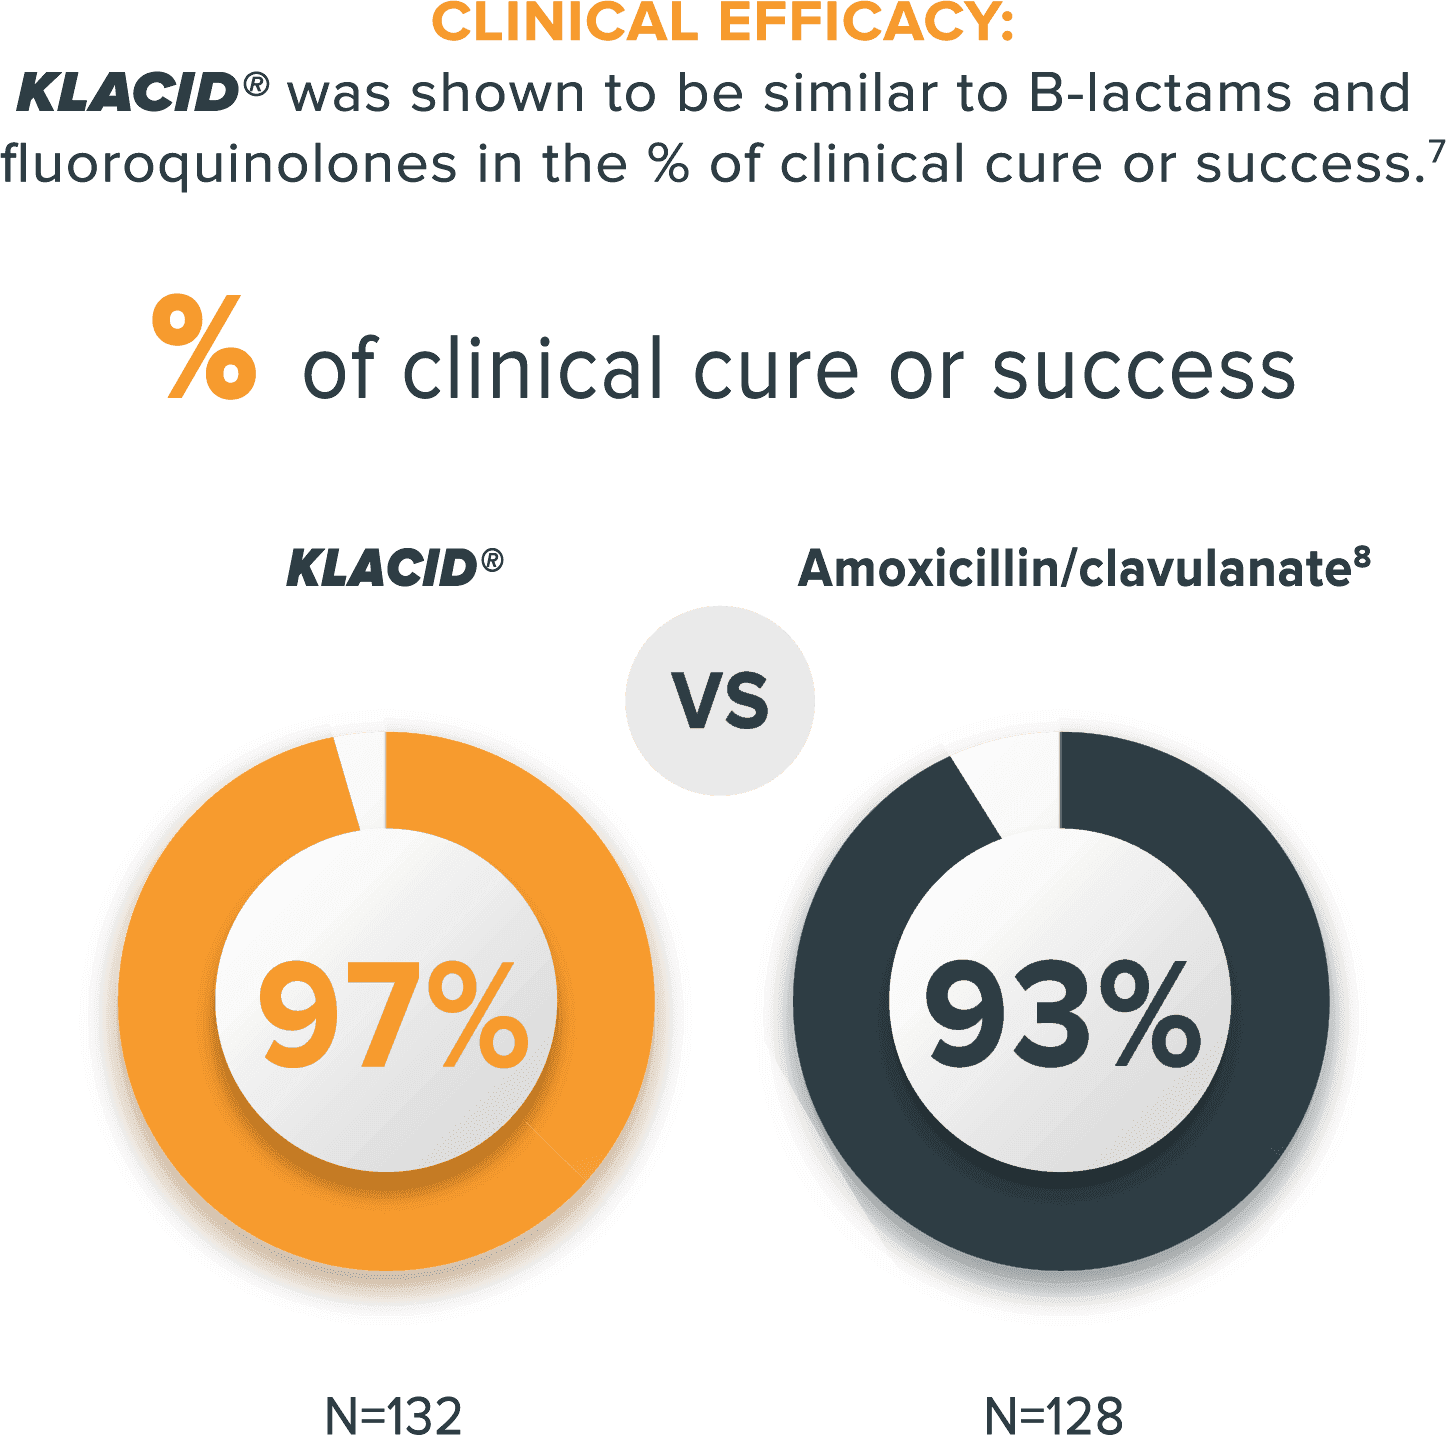 CLINICAL EFFICACY:
KLACID® was shown to be similar to B-lactams and
fluoroquinolones in the % of clinical cure or success.⁷
% of clinical cure or success
KLACID®
Amoxicillin/clavulanate⁸
VS
97%
93%
N=132
N=128